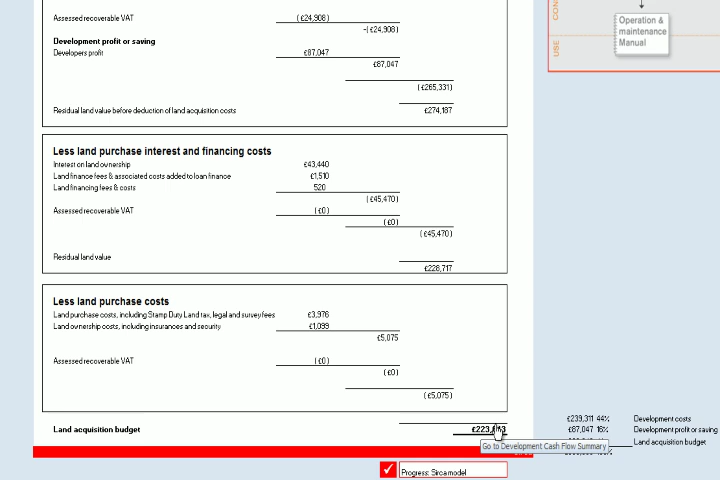 Assessed recoverable VAT (£24,908)
-(£24,908)
Development profit or saving
Developers profit £87,047
£87,047
(£265,331)
Residual land value before deduction of land acquisition costs £274,187
Less land purchase interest and financing costs
Interest on land ownership £43,440
Land finance fees & associated costs added to loan finance £1,510
Land financing fees & costs 520
(£45,470)
Assessed recoverable VAT (£0)
(£0)
(£45,470)
Residual land value
£228,717
Less land purchase costs
Land purchase costs, including Stamp Duty Land tax, legal and survey fees £3,976
Land ownership costs, including insurances and security £1,099
£5,075
Assessed recoverable VAT (£0)
(£0)
(£5,075)
Land acquisition budget
Go to Development Cash Flow Summary
Progress: Sirca model
USE
Operation &
maintenance
Manual
£239,311 44% Development costs
£87,047 16% Development profit or saving
Land acquisition budget